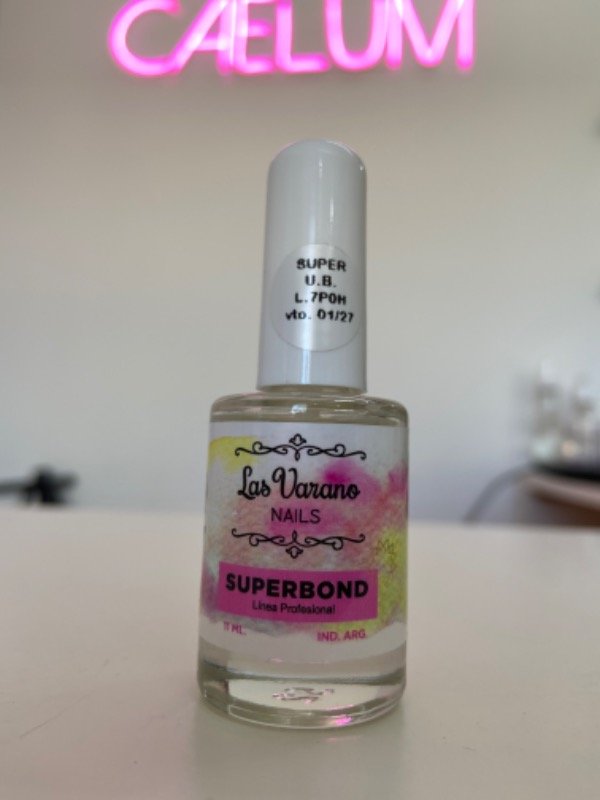 CAELUM
SUPER
U.B.
L.7P0H
vto. 01/27
Las Varano
NAILS
SUPERBOND
Linea Profesional
11 ML. IND. ARG.